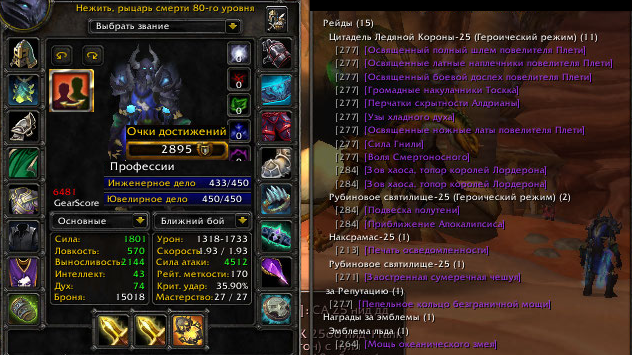 Нежить, рыцарь смерти 80-го уровня
Выбрать звание
0
0
0
Очки достижений
2895
Профессии
Инженерное дело 433/450
Ювелирное дело 450/450
6481
GearScore
Основные
Ближний бой
Сила: 1801
Ловкость: 570
Выносливость: 2144
Интеллект: 43
Дух: 74
Броня: 15018
Урон: 1318-1733
Скорость: 3.93 / 1.93
Сила атаки: 4512
Рейт. меткости: 170
Крит. удар: 35.90%
Мастерство: 27 / 27
Рейды (15)
Цитадель Ледяной Короны-25 (Героический режим) (11)
[277] [Освященный полный шлем повелителя Плети]
[277] [Освященные латные наплечники повелителя Плети]
[277] [Освященный боевой доспех повелителя Плети]
[277] [Громадные накулачники Тоскка]
[277] [Перчатки скрытности Алдрианы]
[277] [Узы хладного духа]
[277] [Освященные ножные латы повелителя Плети]
[277] [Сила Гнили]
[277] [Воля Смертоносного]
[284] [Зов хаоса, топор королей Лордерона]
[284] [Зов хаоса, топор королей Лордерона]
Рубиновое святилище-25 (Героический режим) (2)
[284] [Подвеска полутени]
[284] [Приближение Апокалипсиса]
Наксрамас-25 (1)
[213] [Печать осведомленности]
Рубиновое святилище-25 (1)
[271] [Заостренная сумеречная чешуя]
за Репутацию (1)
[277] [Пепельное кольцо безграничной мощи]
Награды за эмблемы (1)
Эмблема льда (1)
[264] [Мощь океанического змея]